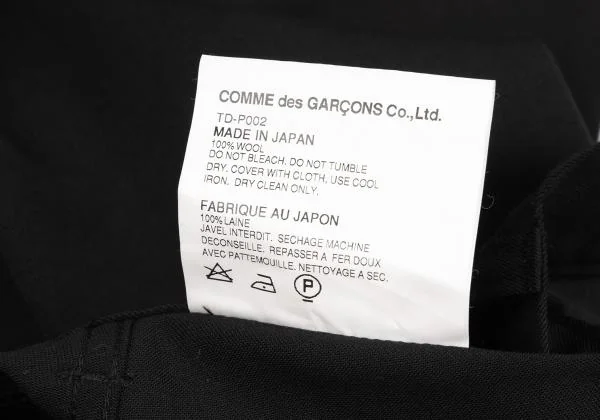 COMME des GARÇONS Co.,Ltd.
TD-P002
MADE IN JAPAN
100% WOOL
DO NOT BLEACH. DO NOT TUMBLE
DRY. COVER WITH CLOTH, USE COOL
IRON. DRY CLEAN ONLY.
FABRIQUE AU JAPON
100% LAINE
JAVEL INTERDIT. SECHAGE MACHINE
DECONSEILLE. REPASSER A FER DOUX
AVEC PATTEMOUILLE. NETTOYAGE A SEC.
P